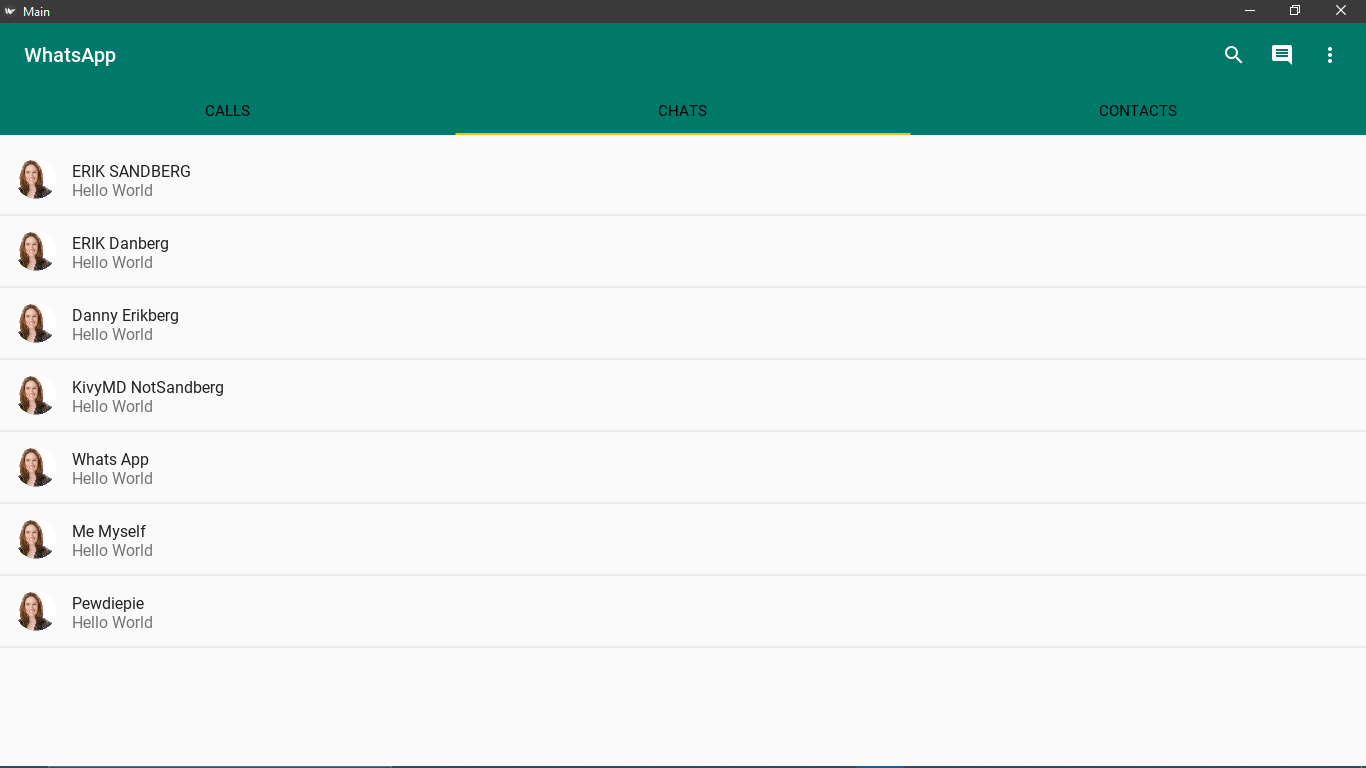 Main
WhatsApp
CALLS
CHATS
CONTACTS
ERIK SANDBERG
Hello World
ERIK Danberg
Hello World
Danny Erikberg
Hello World
KivyMD NotSandberg
Hello World
Whats App
Hello World
Me Myself
Hello World
Pewdiepie
Hello World